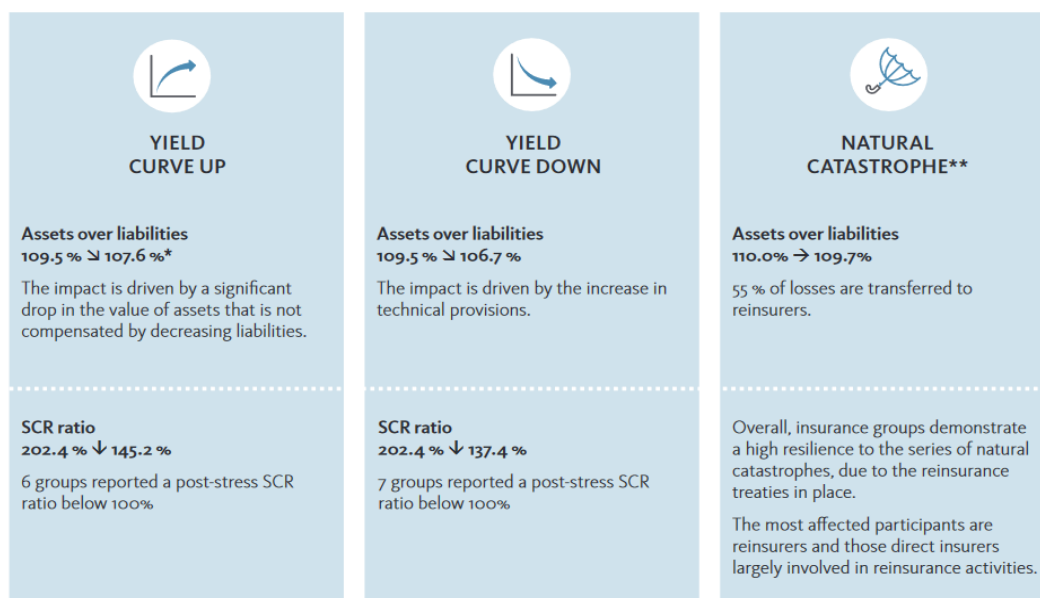 YIELD
CURVE UP
Assets over liabilities
109.5 % ↘ 107.6 %*
The impact is driven by a significant
drop in the value of assets that is not
compensated by decreasing liabilities.
SCR ratio
202.4 % ↓ 145.2 %
6 groups reported a post-stress SCR
ratio below 100%
YIELD
CURVE DOWN
Assets over liabilities
109.5 % ↘ 106.7 %
The impact is driven by the increase in
technical provisions.
SCR ratio
202.4 % ↓ 137.4 %
7 groups reported a post-stress SCR
ratio below 100%
NATURAL
CATASTROPHE**
Assets over liabilities
110.0% → 109.7%
55 % of losses are transferred to
reinsurers.
Overall, insurance groups demonstrate
a high resilience to the series of natural
catastrophes, due to the reinsurance
treaties in place.
The most affected participants are
reinsurers and those direct insurers
largely involved in reinsurance activities.